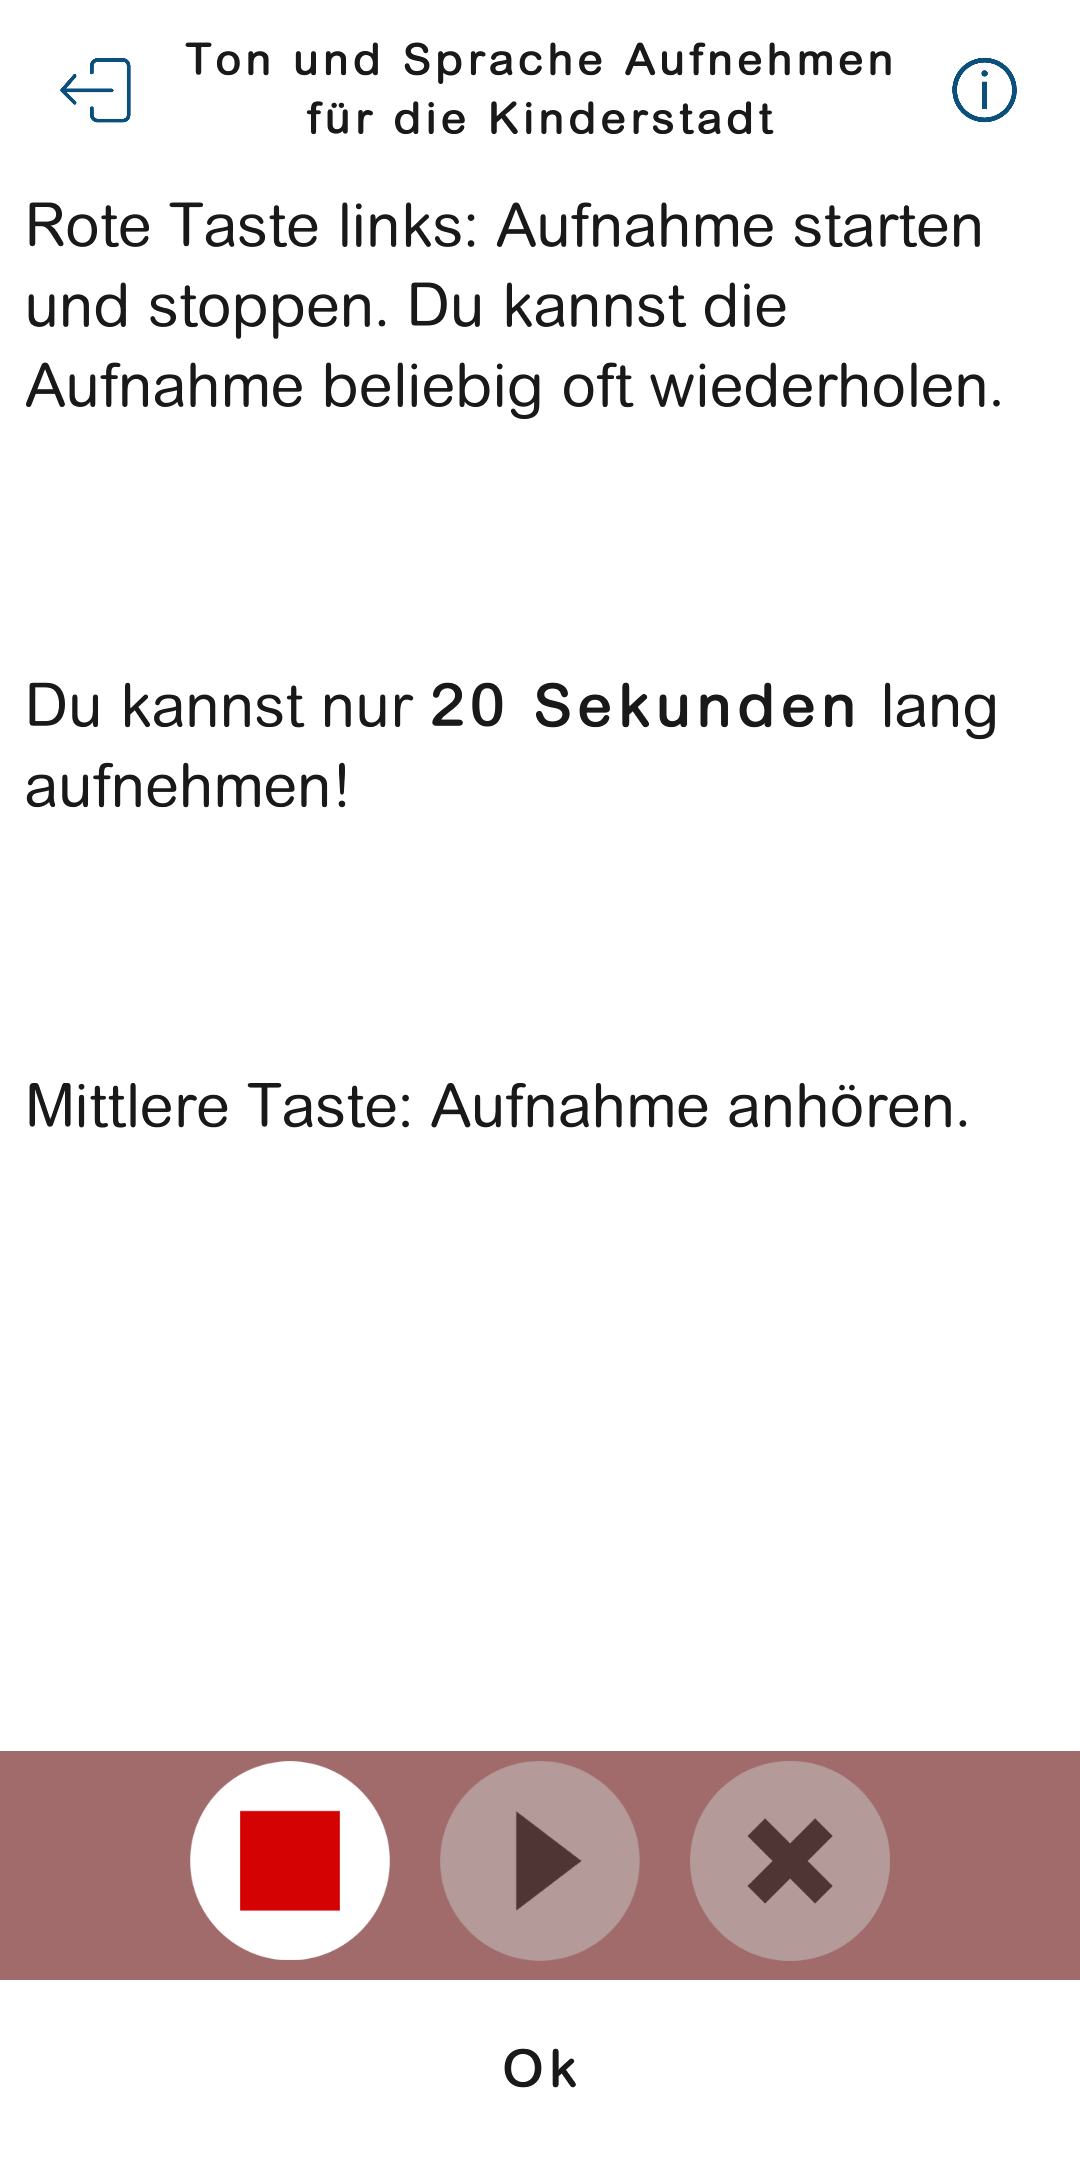 Ton und Sprache Aufnehmen
für die Kinderstadt
Rote Taste links: Aufnahme starten
und stoppen. Du kannst die
Aufnahme beliebig oft wiederholen.
Du kannst nur 20 Sekunden lang
aufnehmen!
Mittlere Taste: Aufnahme anhören.
Ok